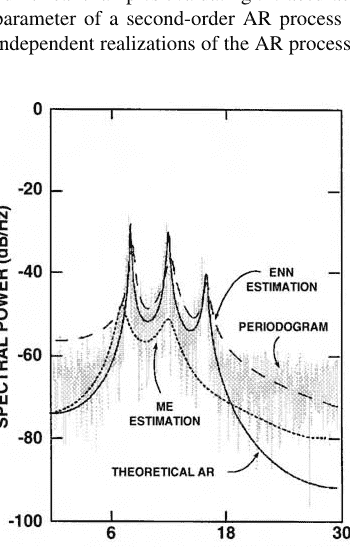 parameter of a second-order AR process
ndependent realizations of the AR process
0
-20
-40
-60
-80
-100
SPECTRAL POWER (dB/Hz)
ENN
ESTIMATION
PERIODOGRAM
ME
ESTIMATION
THEORETICAL AR
6
18
30